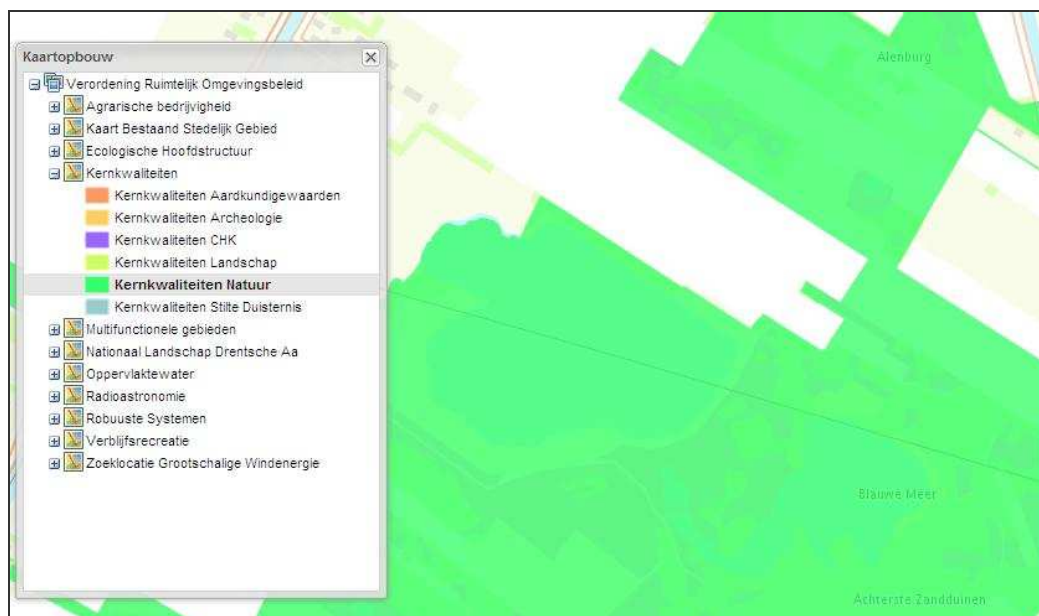 Kaartopbouw
Verordening Ruimtelijk Omgevingsbeleid
Agrarische bedrijvigheid
Kaart Bestaand Stedelijk Gebied
Ecologische Hoofdstructuur
Kernkwaliteiten
Kernkwaliteiten Aardkundigewaarden
Kernkwaliteiten Archeologie
Kernkwaliteiten CHK
Kernkwaliteiten Landschap
Kernkwaliteiten Natuur
Kernkwaliteiten Stilte Duisternis
Multifunctionele gebieden
Nationaal Landschap Drentsche Aa
Oppervlaktewater
Radioastronomie
Robuuste Systemen
Verblijfsrecreatie
Zoeklocatie Grootschalige Windenergie
Alenburg
Blauwe Meer
Achterste Zandduinen